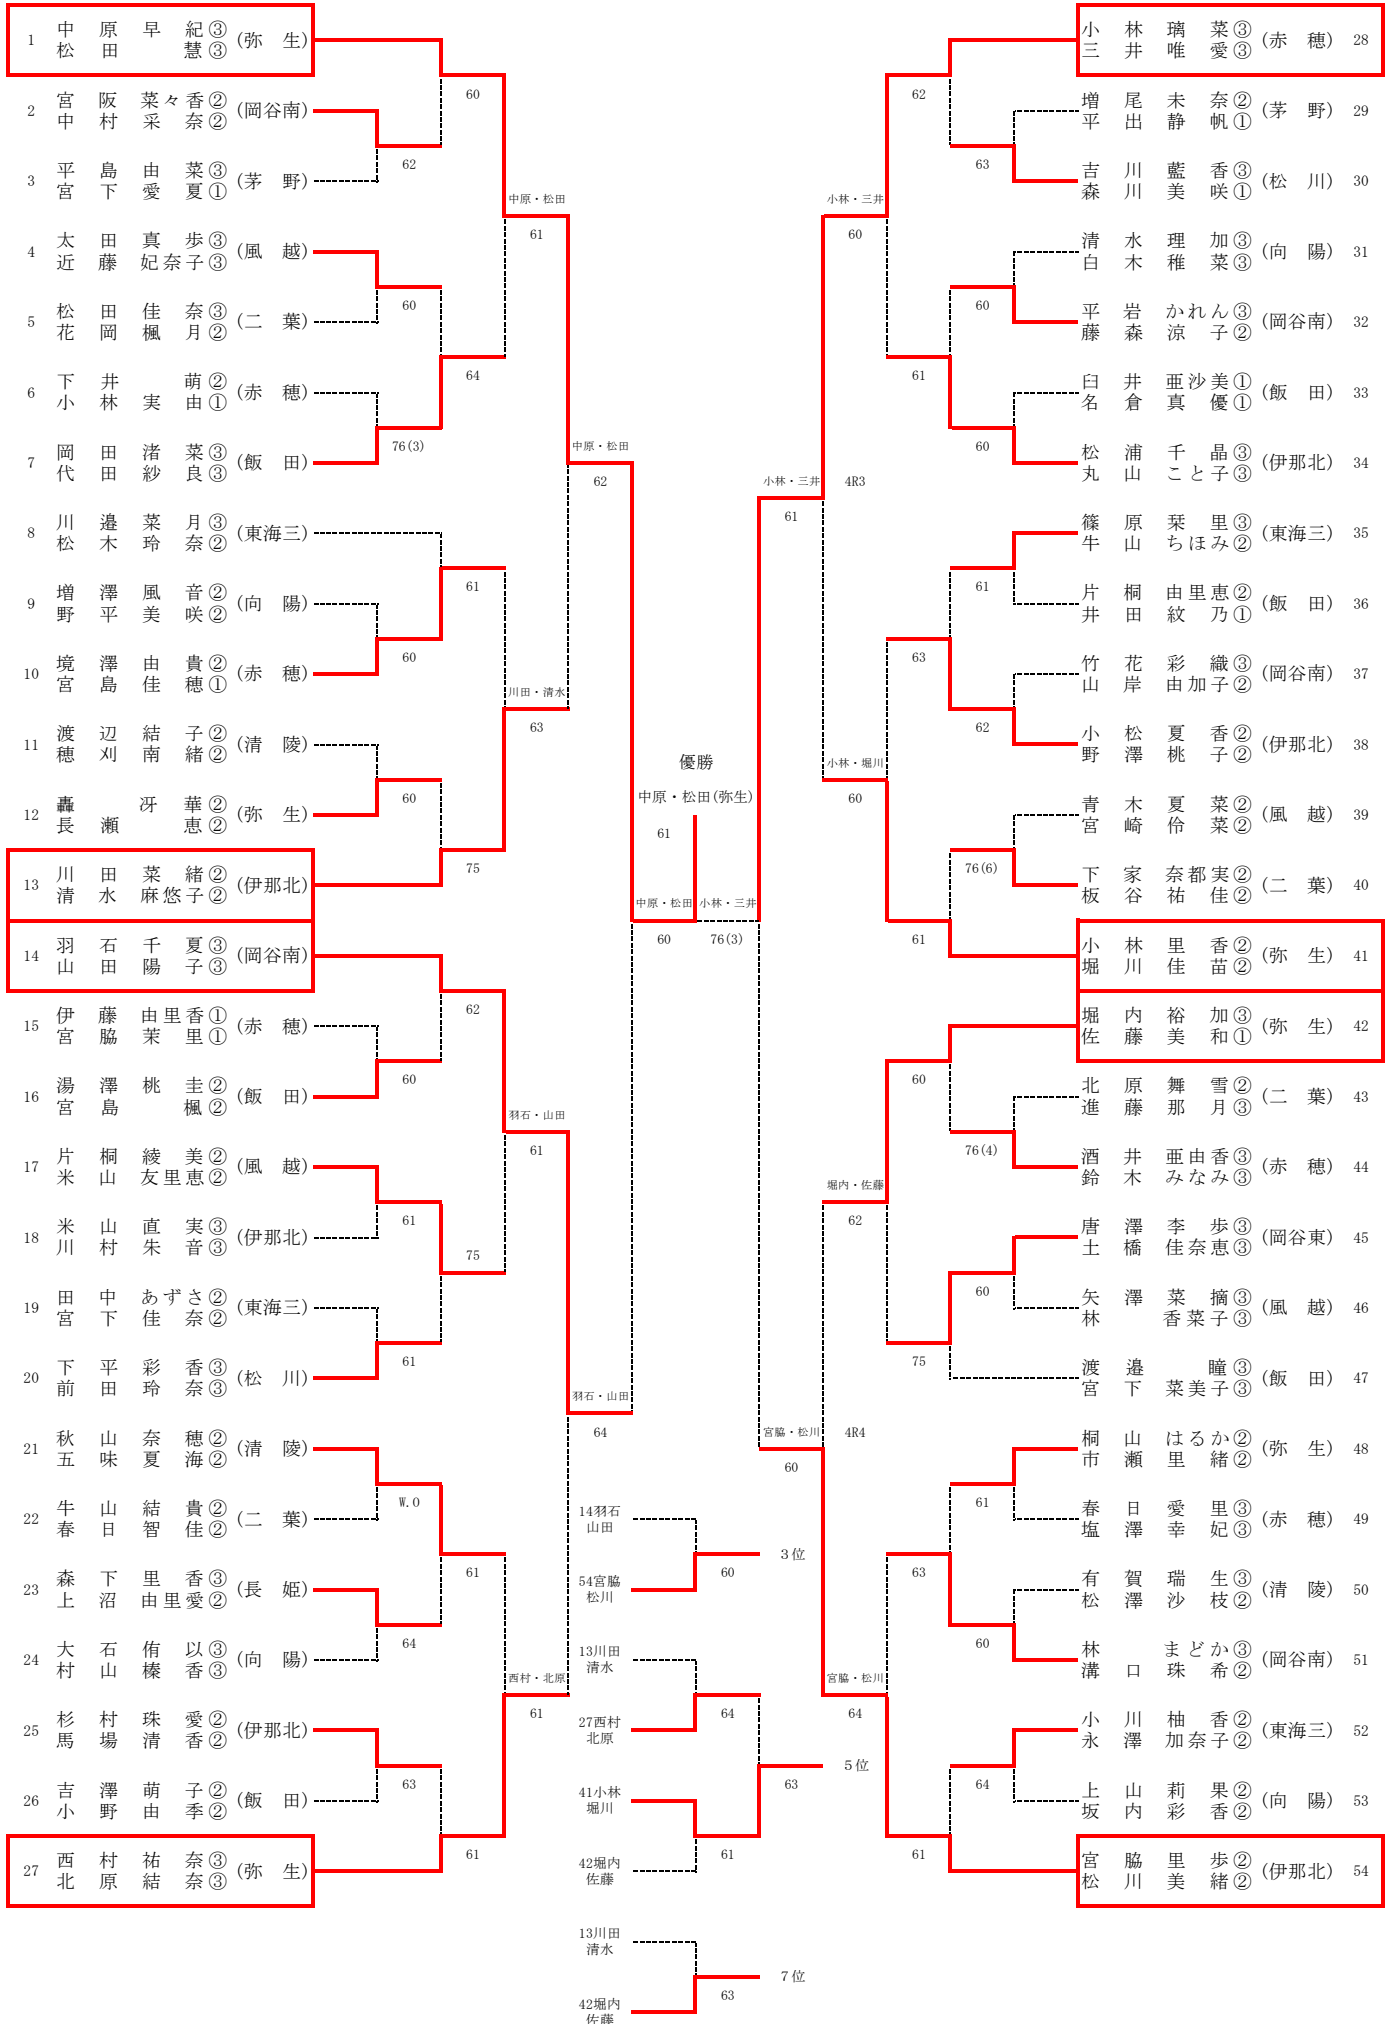 1 中原早紀③ (弥生)
松田慧③
2 宮阪菜々香② (岡谷南)
中村采奈②
3 平島由菜③ (茅野)
宮下愛夏①
4 太田真歩③ (風越)
近藤妃奈子③
5 松田佳奈③ (二葉)
花岡楓月②
6 下井萌② (赤穂)
小林実由①
7 岡田渚菜③ (飯田)
代田紗良③
8 川邉菜月③ (東海三)
松木玲奈②
9 増澤風音② (向陽)
野平美咲②
10 境澤由貴② (赤穂)
宮島佳穂①
11 渡辺結子② (清陵)
穂刈南緒②
12 轟冴華② (弥生)
長瀬恵②
13 川田菜緒② (伊那北)
清水麻悠子②
14 羽石千夏③ (岡谷南)
山田陽子③
15 伊藤由里香① (赤穂)
宮脇茉里①
16 湯澤桃圭② (飯田)
宮島楓②
17 片桐綾美② (風越)
米山友里恵②
18 米山直実③ (伊那北)
川村朱音③
19 田中あずさ② (東海三)
宮下佳奈②
20 下平彩香③ (松川)
前田玲奈③
21 秋山奈穂② (清陵)
五味夏海②
22 牛山結貴② (二葉)
春日智佳②
23 森下里香③ (長姫)
上沼由里愛②
24 大石侑以③ (向陽)
村山榛香③
25 杉村珠愛② (伊那北)
馬場清香②
26 吉澤萌子② (飯田)
小野由季②
27 西村祐奈③ (弥生)
北原結奈③
60
62
60
64
76(3)
61
60
60
75
62
60
61
75
61
W.O
61
64
63
61
中原・松田
61
川田・清水
63
羽石・山田
61
西村・北原
61
中原・松田
62
羽石・山田
64
優勝
中原・松田(弥生)
61
中原・松田
60
小林・三井
76(3)
小林・三井
61
4R3
宮脇・松川
60
4R4
小林・三井
60
小林・堀川
60
堀内・佐藤
62
宮脇・松川
64
62
63
60
61
60
61
63
62
76(6)
61
60
76(4)
60
75
61
63
60
64
61
小林璃菜③ (赤穂) 28
三井唯愛③
増尾未奈② (茅野) 29
平出静帆①
吉川藍香③ (松川) 30
森川美咲①
清水理加③ (向陽) 31
白木稚菜③
平岩かれん③ (岡谷南) 32
藤森涼子②
臼井亜沙美① (飯田) 33
名倉真優①
松浦千晶③ (伊那北) 34
丸山こと子③
篠原栞里③ (東海三) 35
牛山ちほみ②
片桐由里恵② (飯田) 36
井田紋乃①
竹花彩織③ (岡谷南) 37
山岸由加子②
小松夏香② (伊那北) 38
野澤桃子②
青木夏菜② (風越) 39
宮崎伶菜②
下家奈都実② (二葉) 40
板谷祐佳②
小林里香② (弥生) 41
堀川佳苗②
堀内裕加③ (弥生) 42
佐藤美和①
北原舞雪② (二葉) 43
進藤那月③
酒井亜由香③ (赤穂) 44
鈴木みなみ③
唐澤李歩③ (岡谷東) 45
土橋佳奈恵③
矢澤菜摘③ (風越) 46
林香菜子③
渡邉瞳③ (飯田) 47
宮下菜美子③
桐山はるか② (弥生) 48
市瀬里緒②
春日愛里③ (赤穂) 49
塩澤幸妃③
有賀瑞生③ (清陵) 50
松澤沙枝②
林まどか③ (岡谷南) 51
溝口珠希②
小川柚香② (東海三) 52
永澤加奈子②
上山莉果② (向陽) 53
坂内彩香②
宮脇里歩② (伊那北) 54
松川美緒②
14羽石
山田
54宮脇
松川
60
3位
13川田
清水
27西村
北原
64
41小林
堀川
42堀内
佐藤
61
63
5位
13川田
清水
42堀内
佐藤
63
7位